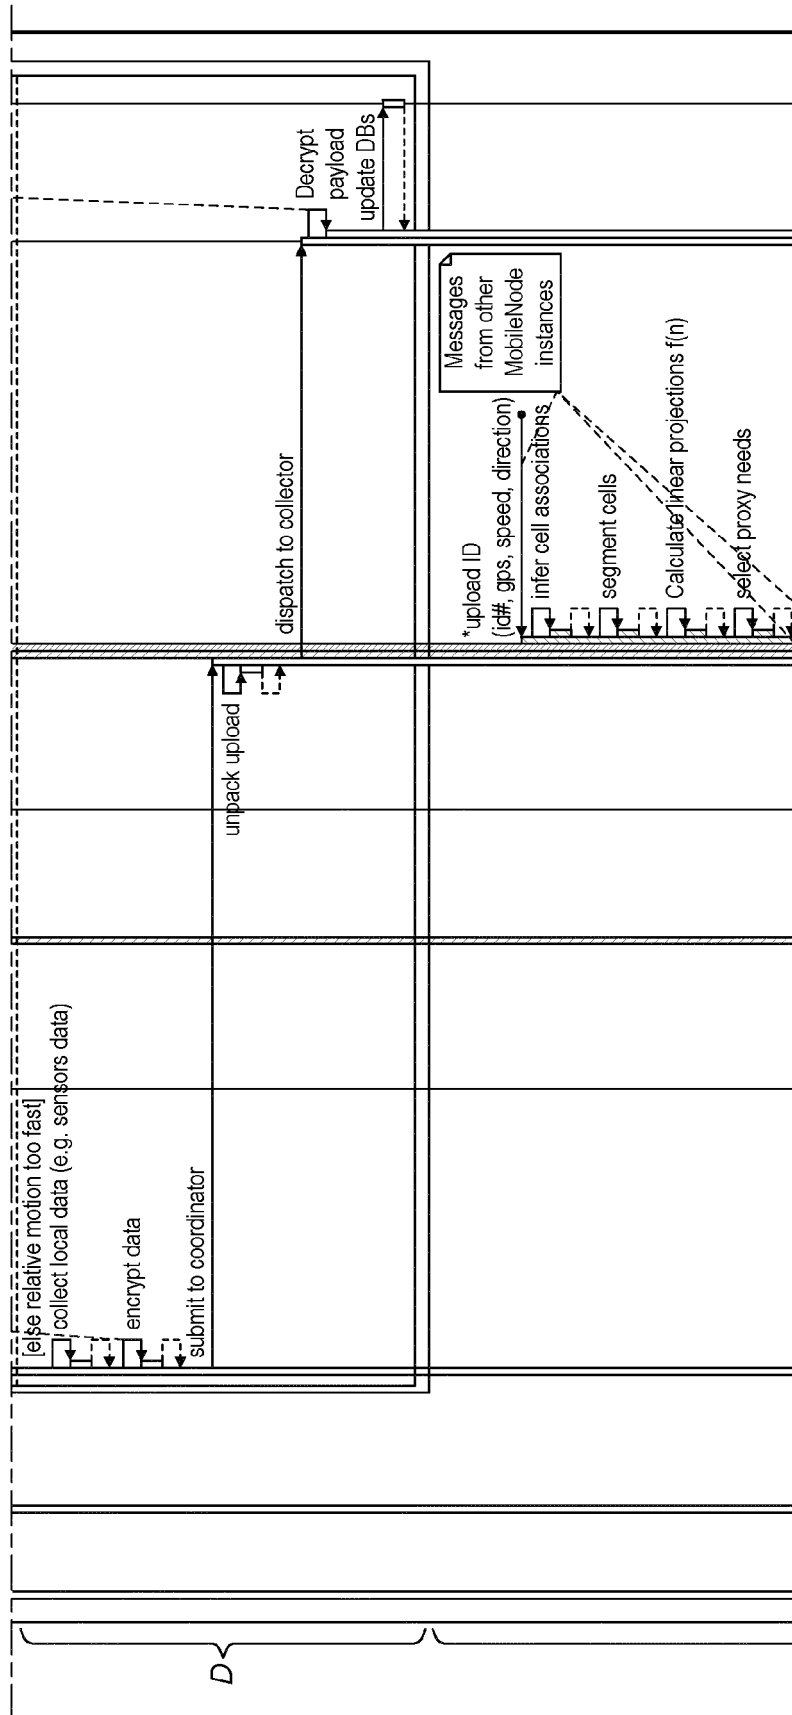 [else relative motion too fast]
collect local data (e.g. sensors data)
encrypt data
submit to coordinator
unpack upload
dispatch to collector
Decrypt
payload
update DBs
D
Messages
from other
MobileNode
instances
*upload ID
(id#, gps, speed, direction)
infer cell associations
segment cells
Calculate linear projections f(n)
select proxy needs